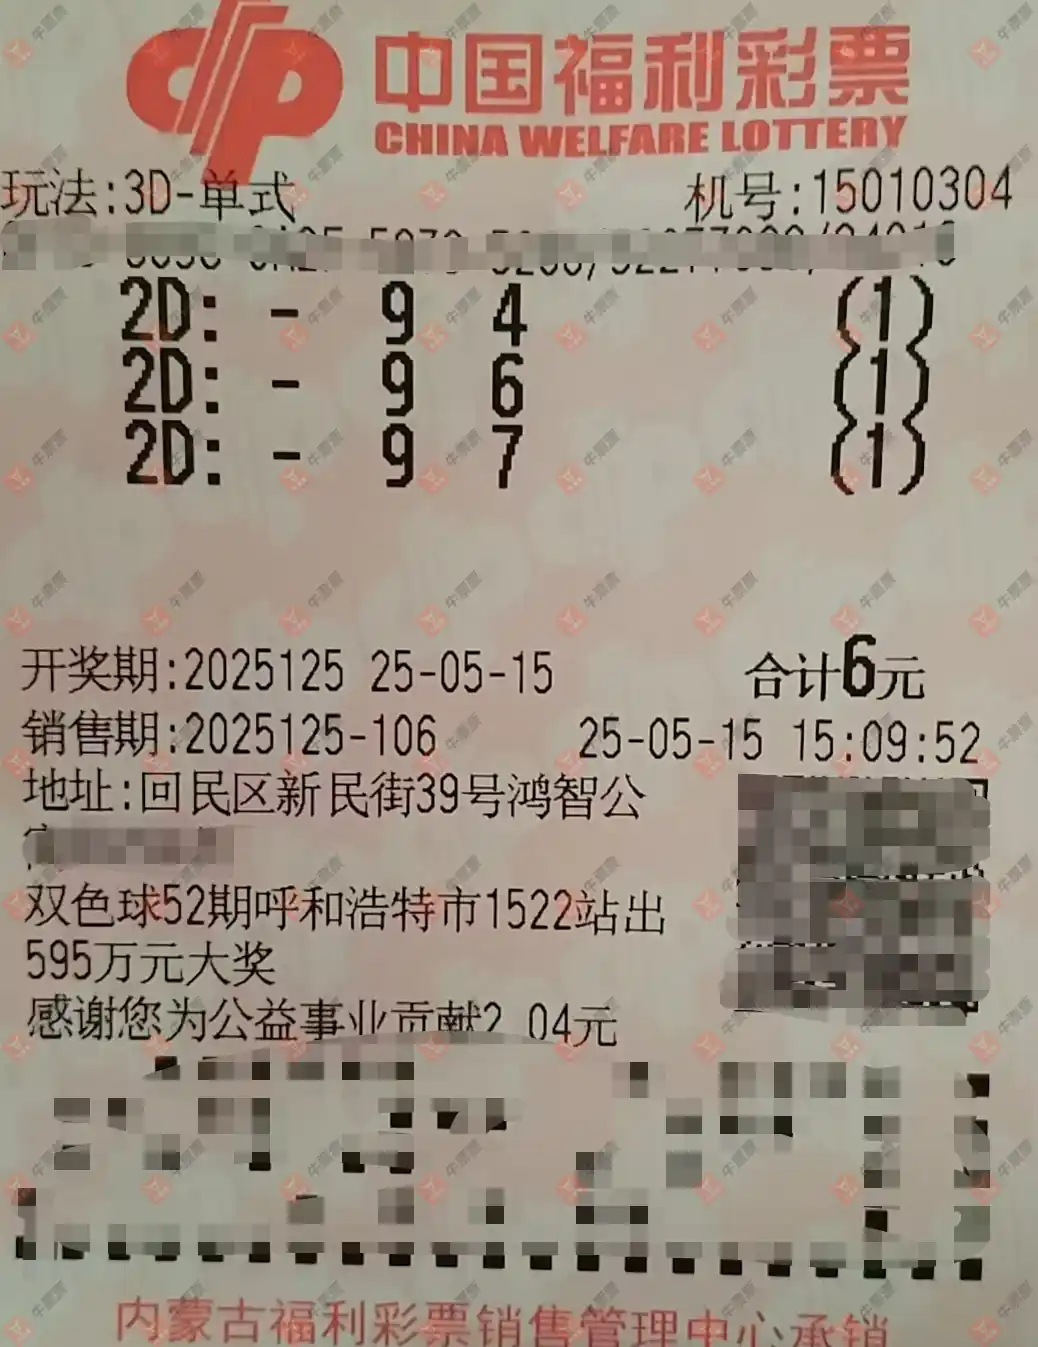 中国福利彩票
CHINA WELFARE LOTTERY
玩法:3D-单式 机号:15010304
2D: - 9 4 (1)
2D: - 9 6 (1)
2D: - 9 7 (1)
开奖期:2025125 25-05-15 合计6元
销售期:2025125-106 25-05-15 15:09:52
地址:回民区新民街39号鸿智公
双色球52期呼和浩特市1522站出
595万元大奖
感谢您为公益事业贡献2.04元
内蒙古福利彩票销售管理中心承销